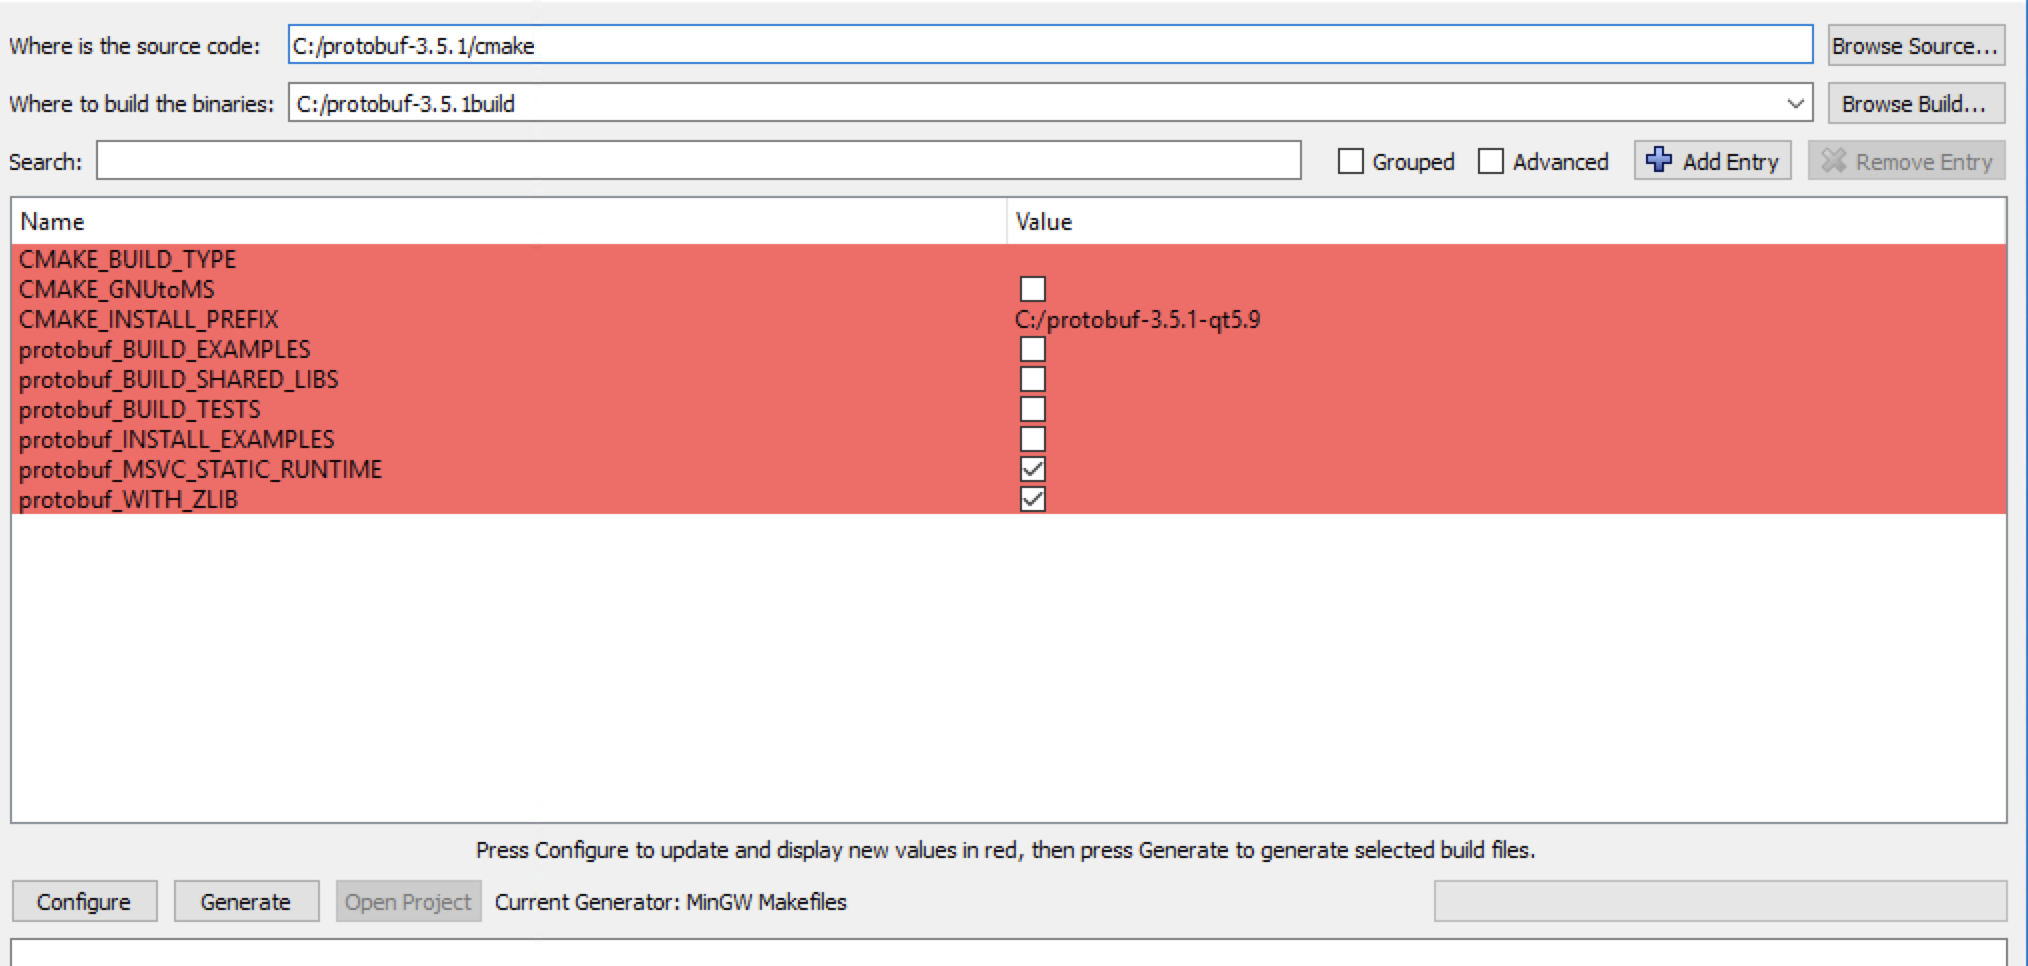 Where is the source code: C:/protobuf-3.5.1/cmake Browse Source...
Where to build the binaries: C:/protobuf-3.5.1build Browse Build...
Search: Grouped Advanced Add Entry Remove Entry
Name Value
CMAKE_BUILD_TYPE
CMAKE_GNUtoMS
CMAKE_INSTALL_PREFIX C:/protobuf-3.5.1-qt5.9
protobuf_BUILD_EXAMPLES
protobuf_BUILD_SHARED_LIBS
protobuf_BUILD_TESTS
protobuf_INSTALL_EXAMPLES
protobuf_MSVC_STATIC_RUNTIME
protobuf_WITH_ZLIB
Press Configure to update and display new values in red, then press Generate to generate selected build files.
Configure Generate Open Project Current Generator: MinGW Makefiles